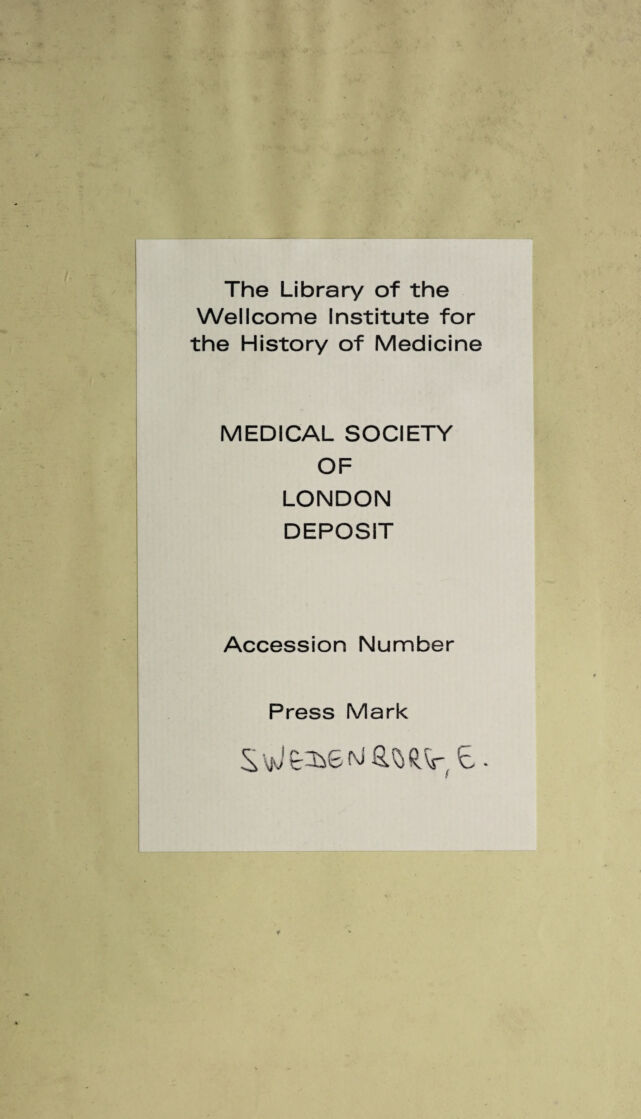 The Library of the
Wellcome Institute for
the History of Medicine
MEDICAL SOCIETY
OF
LONDON
DEPOSIT
Accession Number
Press Mark
SWEDENBORG, E.